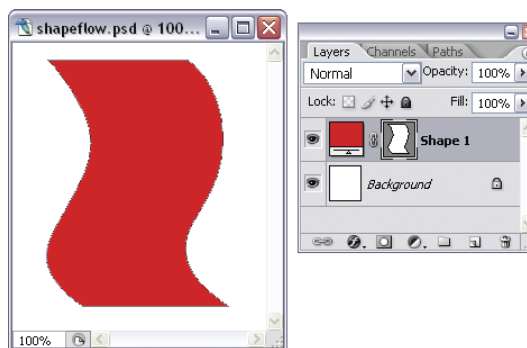 shapeflow.psd @ 100...
100%
Layers Channels Paths
Normal Opacity: 100%
Lock: Fill: 100%
Shape 1
Background